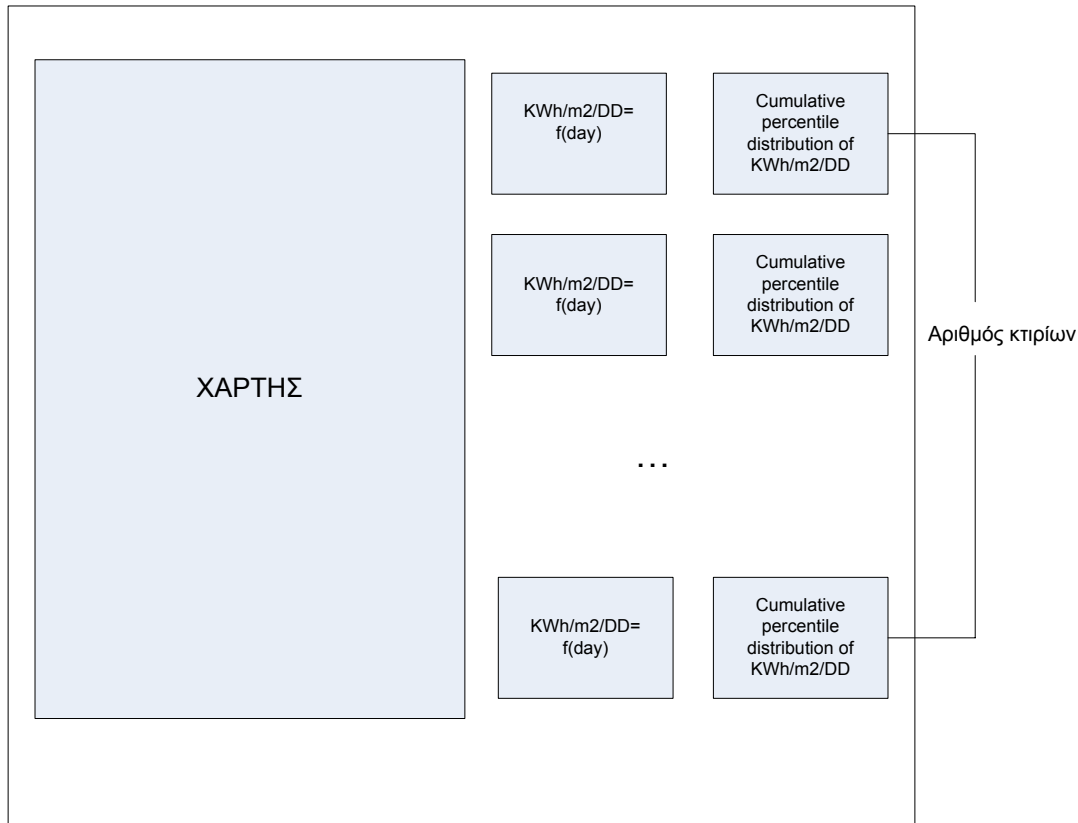 KWh/m2/DD=
f(day)
Cumulative
percentile
distribution of
KWh/m2/DD
KWh/m2/DD=
f(day)
Cumulative
percentile
distribution of
KWh/m2/DD
Αριθμός κτιρίων
ΧΑΡΤΗΣ
...
KWh/m2/DD=
f(day)
Cumulative
percentile
distribution of
KWh/m2/DD